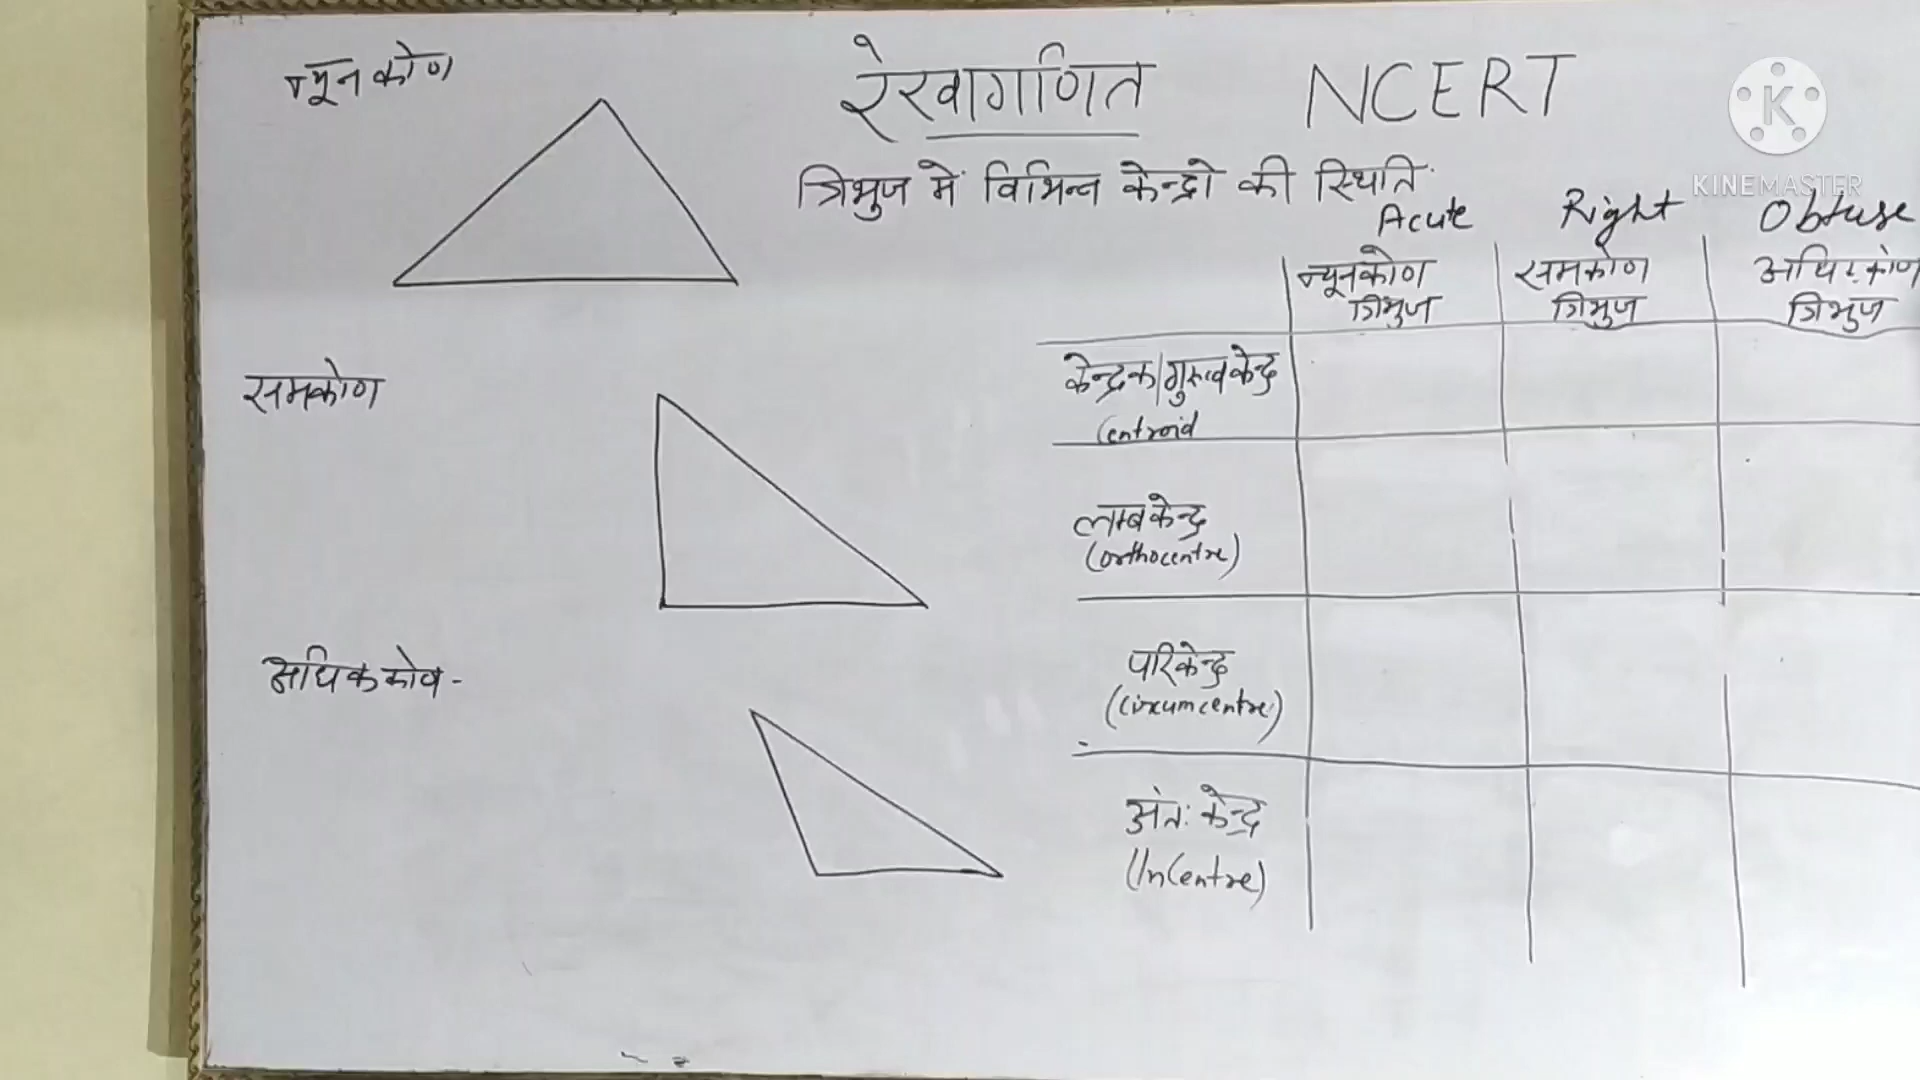 न्यूनकोण
रेखागणित NCERT
K
KINEMASTER
त्रिभुज में विभिन्न केन्द्रो की स्थिति
Acute Right Obtuse
न्यूनकोण त्रिभुज
समकोण त्रिभुज
अधिककोण त्रिभुज
केन्द्रक/गुरुत्वकेन्द्र
Centroid
लम्बकेन्द्र
(orthocentre)
परिकेन्द्र
(circumcentre)
अंतः केन्द्र
(InCentre)
समकोण
अधिककोण -